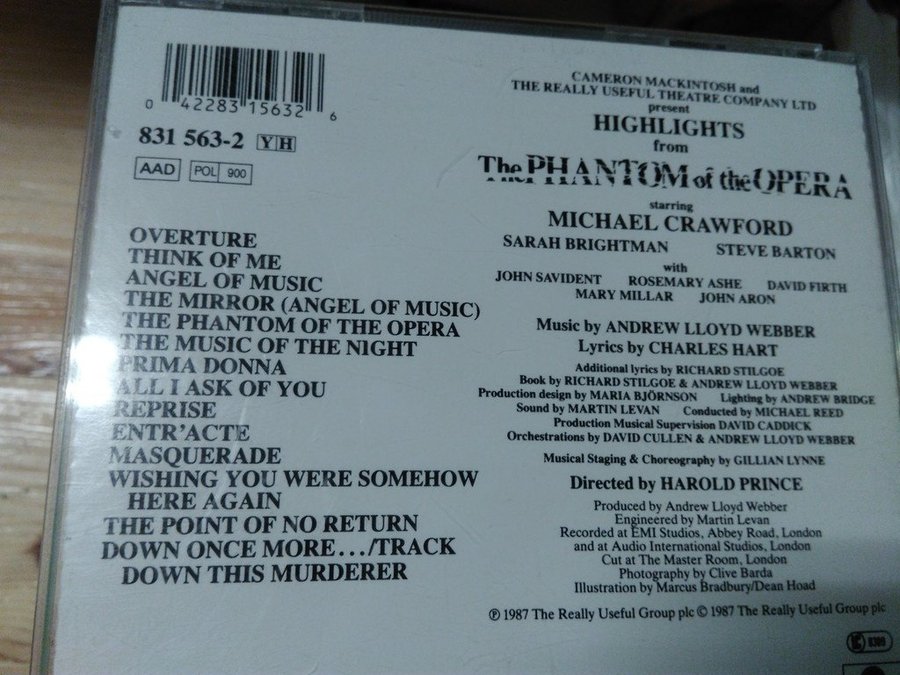 0 42283 15632 6
831 563-2 YH
AAD POL 900
OVERTURE
THINK OF ME
ANGEL OF MUSIC
THE MIRROR (ANGEL OF MUSIC)
THE PHANTOM OF THE OPERA
THE MUSIC OF THE NIGHT
PRIMA DONNA
ALL I ASK OF YOU
REPRISE
ENTR'ACTE
MASQUERADE
WISHING YOU WERE SOMEHOW
HERE AGAIN
THE POINT OF NO RETURN
DOWN ONCE MORE.../TRACK
DOWN THIS MURDERER
CAMERON MACKINTOSH and
THE REALLY USEFUL THEATRE COMPANY LTD
present
HIGHLIGHTS
from
The PHANTOM of the OPERA
starring
MICHAEL CRAWFORD
SARAH BRIGHTMAN STEVE BARTON
with
JOHN SAVIDENT ROSEMARY ASHE DAVID FIRTH
MARY MILLAR JOHN ARON
Music by ANDREW LLOYD WEBBER
Lyrics by CHARLES HART
Additional lyrics by RICHARD STILGOE
Book by RICHARD STILGOE & ANDREW LLOYD WEBBER
Production design by MARIA BJÖRNSON Lighting by ANDREW BRIDGE
Sound by MARTIN LEVAN Conducted by MICHAEL REED
Production Musical Supervision DAVID CADDICK
Orchestrations by DAVID CULLEN & ANDREW LLOYD WEBBER
Musical Staging & Choreography by GILLIAN LYNNE
Directed by HAROLD PRINCE
Produced by Andrew Lloyd Webber
Engineered by Martin Levan
Recorded at EMI Studios, Abbey Road, London
and at Audio International Studios, London
Cut at The Master Room, London
Photography by Clive Barda
Illustration by Marcus Bradbury/Dean Hoad
℗ 1987 The Really Useful Group plc © 1987 The Really Useful Group plc